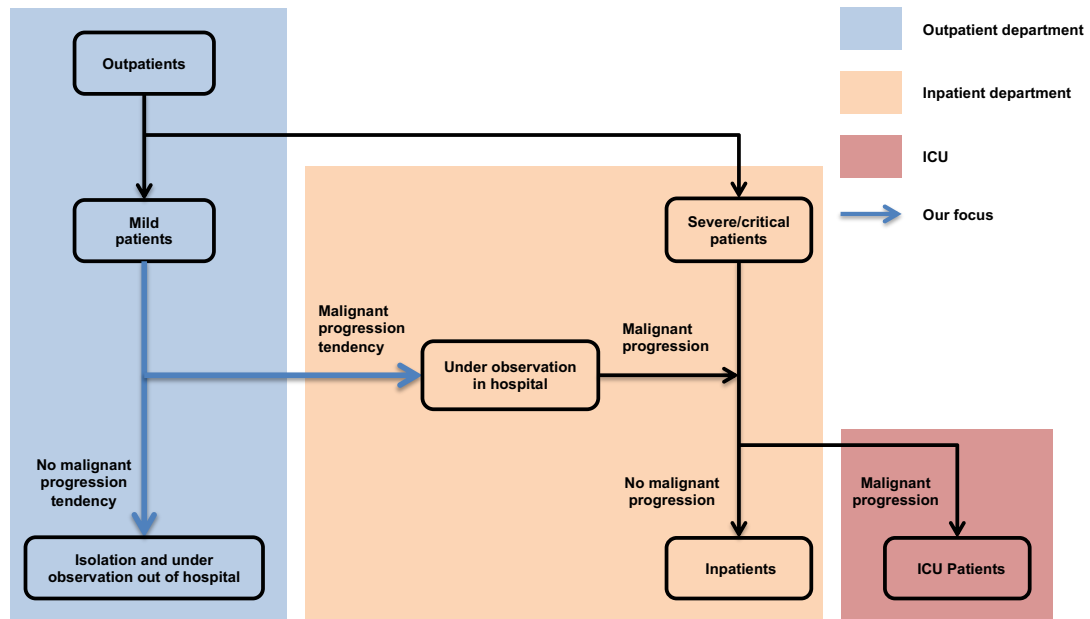 Outpatients
Mild
patients
Severe/critical
patients
Malignant
progression
tendency
Under observation
in hospital
Malignant
progression
No malignant
progression
tendency
No malignant
progression
Malignant
progression
Isolation and under
observation out of hospital
Inpatients
ICU Patients
Outpatient department
Inpatient department
ICU
Our focus